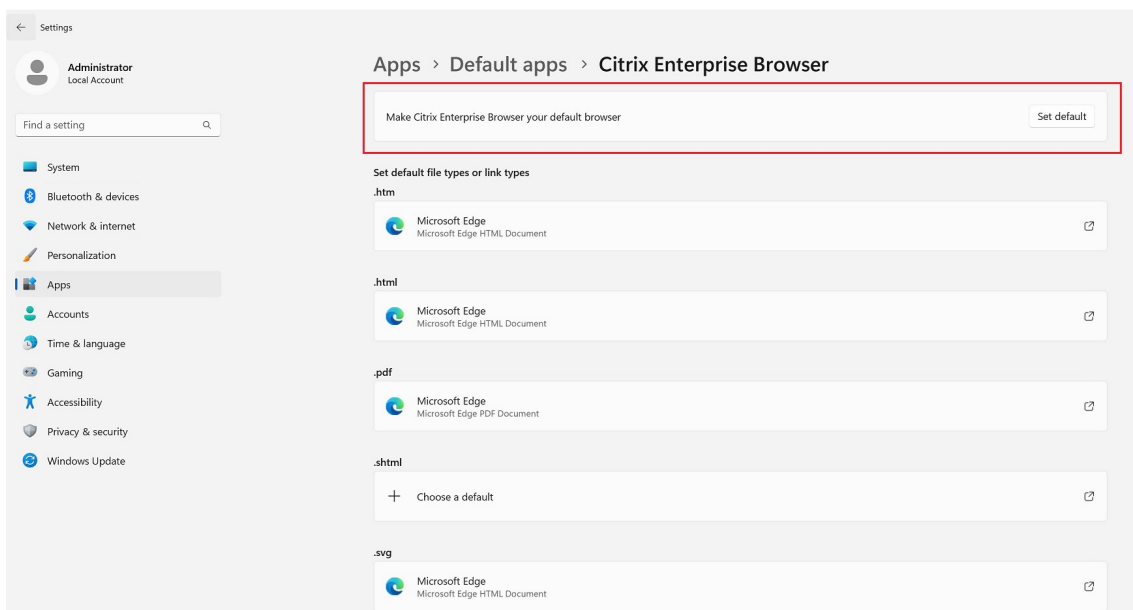 Settings
Administrator
Local Account
Find a setting
System
Bluetooth & devices
Network & internet
Personalization
Apps
Accounts
Time & language
Gaming
Accessibility
Privacy & security
Windows Update
Apps > Default apps > Citrix Enterprise Browser
Make Citrix Enterprise Browser your default browser
Set default
Set default file types or link types
.htm
Microsoft Edge
Microsoft Edge HTML Document
.html
Microsoft Edge
Microsoft Edge HTML Document
.pdf
Microsoft Edge
Microsoft Edge PDF Document
.shtml
Choose a default
.svg
Microsoft Edge
Microsoft Edge HTML Document